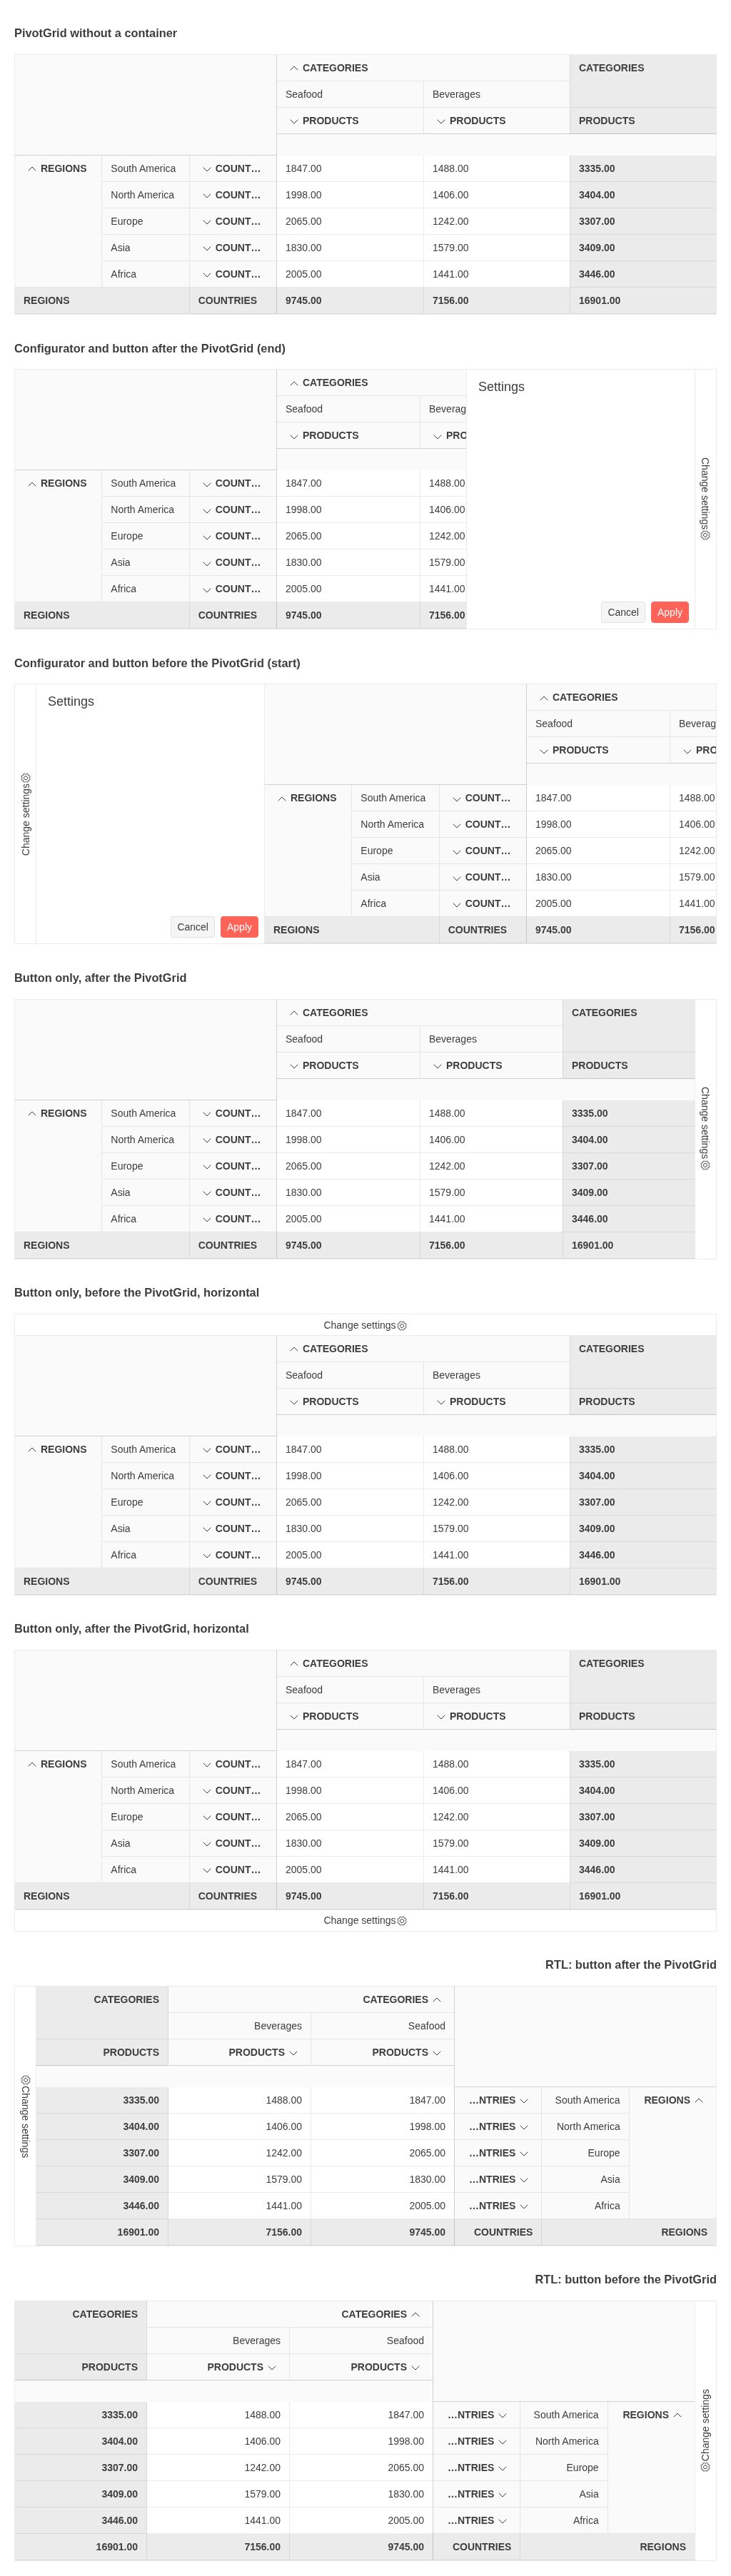 PivotGrid without a container
CATEGORIES CATEGORIES
Seafood Beverages
PRODUCTS PRODUCTS PRODUCTS
REGIONS South America COUNT… 1847.00 1488.00 3335.00
North America COUNT… 1998.00 1406.00 3404.00
Europe COUNT… 2065.00 1242.00 3307.00
Asia COUNT… 1830.00 1579.00 3409.00
Africa COUNT… 2005.00 1441.00 3446.00
REGIONS COUNTRIES 9745.00 7156.00 16901.00
Configurator and button after the PivotGrid (end)
CATEGORIES
Seafood Beverag
PRODUCTS PRO
REGIONS South America COUNT… 1847.00 1488.00
North America COUNT… 1998.00 1406.00
Europe COUNT… 2065.00 1242.00
Asia COUNT… 1830.00 1579.00
Africa COUNT… 2005.00 1441.00
REGIONS COUNTRIES 9745.00 7156.00
Settings
Cancel Apply
Change settings
Configurator and button before the PivotGrid (start)
Change settings
Settings
Cancel Apply
CATEGORIES
Seafood Beverag
PRODUCTS PRO
REGIONS South America COUNT… 1847.00 1488.00
North America COUNT… 1998.00 1406.00
Europe COUNT… 2065.00 1242.00
Asia COUNT… 1830.00 1579.00
Africa COUNT… 2005.00 1441.00
REGIONS COUNTRIES 9745.00 7156.00
Button only, after the PivotGrid
CATEGORIES CATEGORIES
Seafood Beverages
PRODUCTS PRODUCTS PRODUCTS
REGIONS South America COUNT… 1847.00 1488.00 3335.00
North America COUNT… 1998.00 1406.00 3404.00
Europe COUNT… 2065.00 1242.00 3307.00
Asia COUNT… 1830.00 1579.00 3409.00
Africa COUNT… 2005.00 1441.00 3446.00
REGIONS COUNTRIES 9745.00 7156.00 16901.00
Change settings
Button only, before the PivotGrid, horizontal
Change settings
CATEGORIES CATEGORIES
Seafood Beverages
PRODUCTS PRODUCTS PRODUCTS
REGIONS South America COUNT… 1847.00 1488.00 3335.00
North America COUNT… 1998.00 1406.00 3404.00
Europe COUNT… 2065.00 1242.00 3307.00
Asia COUNT… 1830.00 1579.00 3409.00
Africa COUNT… 2005.00 1441.00 3446.00
REGIONS COUNTRIES 9745.00 7156.00 16901.00
Button only, after the PivotGrid, horizontal
CATEGORIES CATEGORIES
Seafood Beverages
PRODUCTS PRODUCTS PRODUCTS
REGIONS South America COUNT… 1847.00 1488.00 3335.00
North America COUNT… 1998.00 1406.00 3404.00
Europe COUNT… 2065.00 1242.00 3307.00
Asia COUNT… 1830.00 1579.00 3409.00
Africa COUNT… 2005.00 1441.00 3446.00
REGIONS COUNTRIES 9745.00 7156.00 16901.00
Change settings
RTL: button after the PivotGrid
Change settings
CATEGORIES CATEGORIES
Beverages Seafood
PRODUCTS PRODUCTS PRODUCTS
3335.00 1488.00 1847.00 …NTRIES South America REGIONS
3404.00 1406.00 1998.00 …NTRIES North America
3307.00 1242.00 2065.00 …NTRIES Europe
3409.00 1579.00 1830.00 …NTRIES Asia
3446.00 1441.00 2005.00 …NTRIES Africa
16901.00 7156.00 9745.00 COUNTRIES REGIONS
RTL: button before the PivotGrid
CATEGORIES CATEGORIES
Beverages Seafood
PRODUCTS PRODUCTS PRODUCTS
3335.00 1488.00 1847.00 …NTRIES South America REGIONS
3404.00 1406.00 1998.00 …NTRIES North America
3307.00 1242.00 2065.00 …NTRIES Europe
3409.00 1579.00 1830.00 …NTRIES Asia
3446.00 1441.00 2005.00 …NTRIES Africa
16901.00 7156.00 9745.00 COUNTRIES REGIONS
Change settings